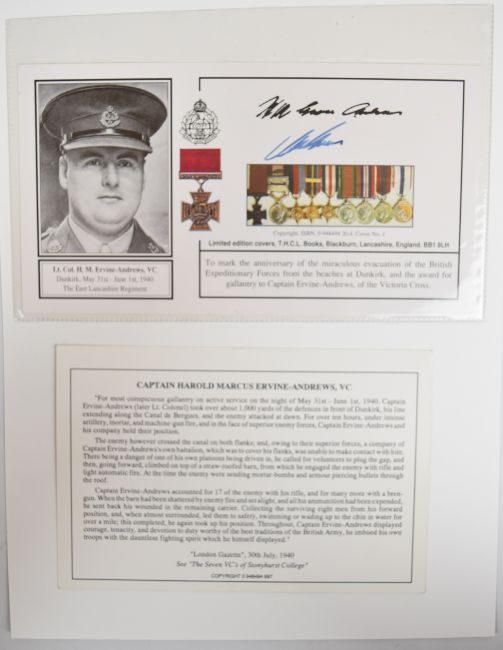 Copyright. ISBN. 0 948494 20 4. Cover No. 1
Limited edition covers, T.H.C.L. Books, Blackburn, Lancashire, England. BB1 8LH
Lt. Col. H. M. Ervine-Andrews, VC
Dunkirk, May 31st - June 1st, 1940
The East Lancashire Regiment
To mark the anniversary of the miraculous evacuation of the British
Expeditionary Forces from the beaches at Dunkirk, and the award for
gallantry to Captain Ervine-Andrews, of the Victoria Cross.
CAPTAIN HAROLD MARCUS ERVINE-ANDREWS, VC
"For most conspicuous gallantry on active service on the night of May 31st - June 1st, 1940. Captain
Ervine-Andrews (later Lt. Colonel) took over about 1,000 yards of the defences in front of Dunkirk, his line
extending along the Canal de Bergues, and the enemy attacked at dawn. For over ten hours, under intense
artillery, mortar, and machine-gun fire, and in the face of superior enemy forces, Captain Ervine-Andrews and
his company held their position.
The enemy however crossed the canal on both flanks; and, owing to their superior forces, a company of
Captain Ervine-Andrews's own battalion, which was to cover his flanks, was unable to make contact with him.
There being a danger of one of his own platoons being driven in, he called for volunteers to plug the gap, and
then, going forward, climbed on top of a straw-roofed barn, from which he engaged the enemy with rifle and
light automatic fire. At the time the enemy were sending mortar-bombs and armour piercing bullets through
the roof.
Captain Ervine-Andrews accounted for 17 of the enemy with his rifle, and for many more with a bren-
gun. When the barn had been shattered by enemy fire and set alight, and all his ammunition had been expended,
he sent back his wounded in the remaining carrier. Collecting the surviving eight men from his forward
position, and, when almost surrounded, led them to safety, swimming or wading up to the chin in water for
over a mile; this completed, he again took up his position. Throughout, Captain Ervine-Andrews displayed
courage, tenacity, and devotion to duty worthy of the best traditions of the British Army, he imbued his own
troops with the dauntless fighting spirit which he himself displayed."
"London Gazette", 30th July, 1940
See "The Seven VC's of Stonyhurst College"